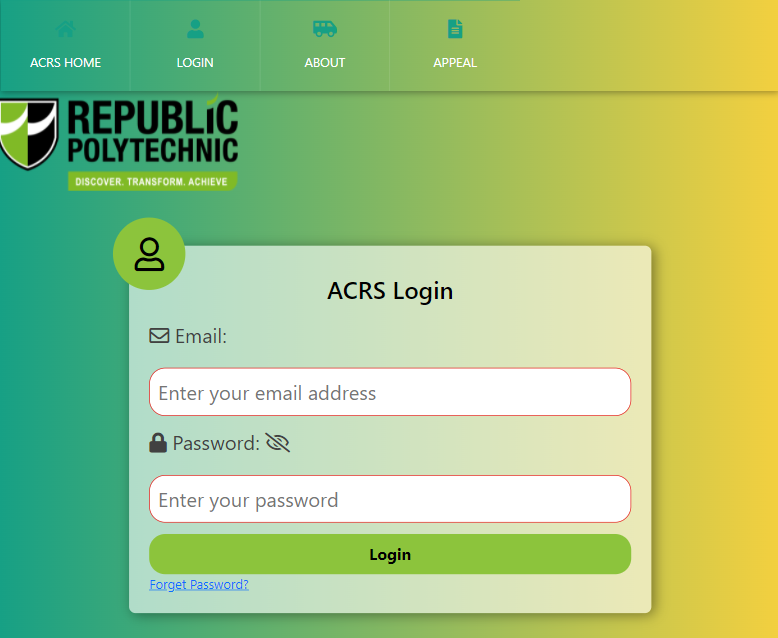 ACRS HOME
LOGIN
ABOUT
APPEAL
REPUBLIC
POLYTECHNIC
DISCOVER. TRANSFORM. ACHIEVE
ACRS Login
Email:
Enter your email address
Password:
Enter your password
Login
Forget Password?